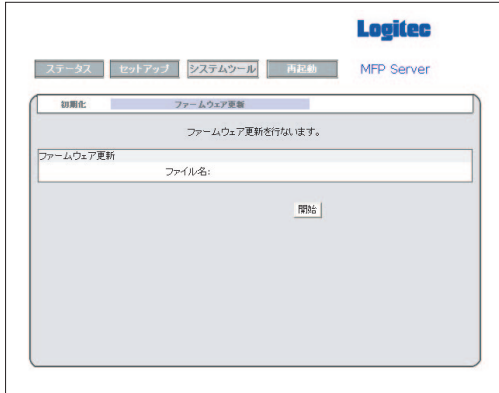 Logitec
ステータス セットアップ システムツール 再起動 MFP Server
初期化 ファームウェア更新
ファームウェア更新を行ないます。
ファームウェア更新
ファイル名:
開始